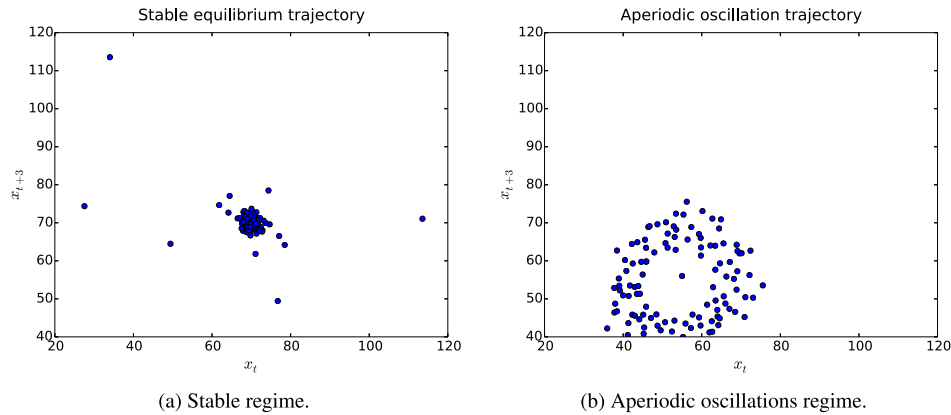 Stable equilibrium trajectory
120
110
100
90
80
70
60
50
40
x_{t+3}
20 40 60 80 100 120
x_t
(a) Stable regime.
Aperiodic oscillation trajectory
120
110
100
90
80
70
60
50
40
x_{t+3}
20 40 60 80 100 120
x_t
(b) Aperiodic oscillations regime.